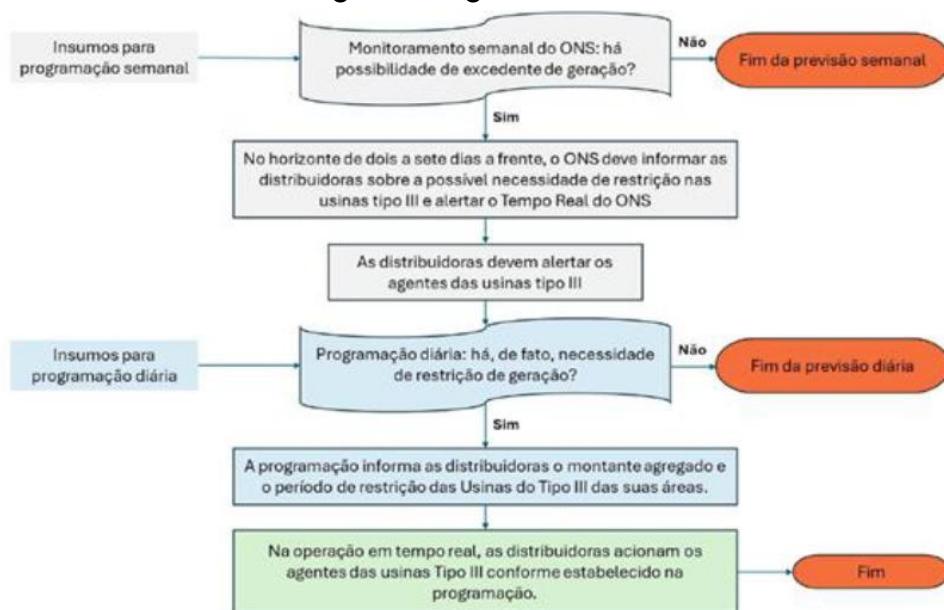 Insumos para
programação semanal
Monitoramento semanal do ONS: há
possibilidade de excedente de geração?
Não
Fim da previsão semanal
Sim
No horizonte de dois a sete dias a frente, o ONS deve informar as
distribuidoras sobre a possível necessidade de restrição nas
usinas tipo III e alertar o Tempo Real do ONS
As distribuidoras devem alertar os
agentes das usinas tipo III
Insumos para
programação diária
Programação diária: há, de fato, necessidade
de restrição de geração?
Não
Fim da previsão diária
Sim
A programação informa as distribuidoras o montante agregado e
o período de restrição das Usinas do Tipo III das suas áreas.
Na operação em tempo real, as distribuidoras acionam os
agentes das usinas Tipo III conforme estabelecido na
programação.
Fim